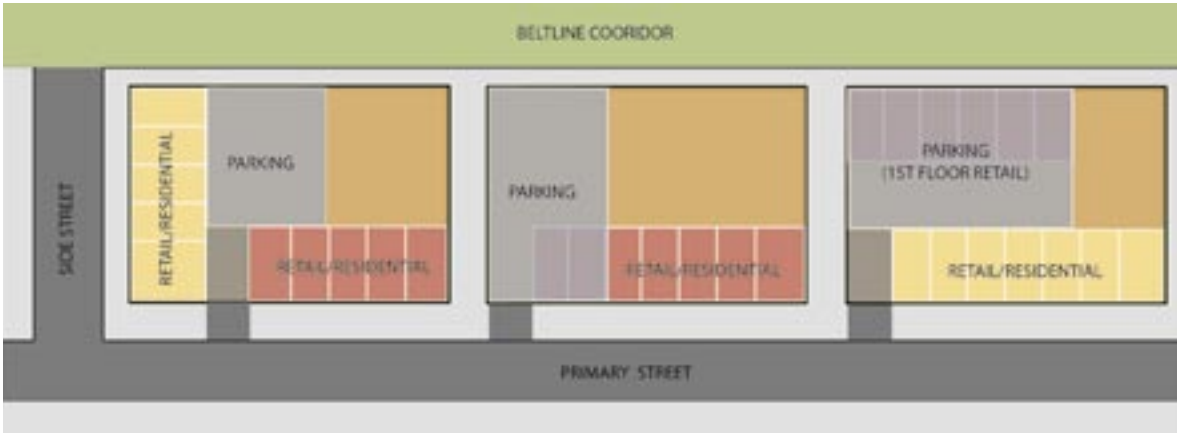 BELTLINE COORIDOR
SIDE STREET
RETAIL/RESIDENTIAL
PARKING
RETAIL/RESIDENTIAL
PARKING
RETAIL/RESIDENTIAL
PARKING
(1ST FLOOR RETAIL)
RETAIL/RESIDENTIAL
PRIMARY STREET